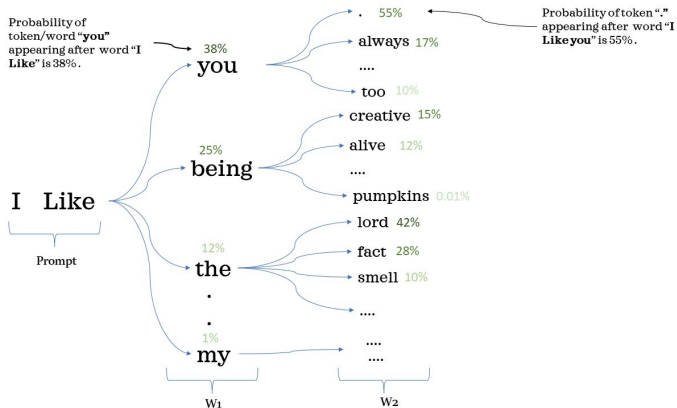 Probability of
token/word “you”
appearing after word “I
Like” is 38%.
38%
you
. 55%
always 17%
....
too 10%
Probability of token “.”
appearing after word “I
Like you” is 55%.
25%
being
creative 15%
alive 12%
....
pumpkins 0.01%
I Like
Prompt
12%
the
.
.
lord 42%
fact 28%
smell 10%
....
1%
my
....
....
W1
W2